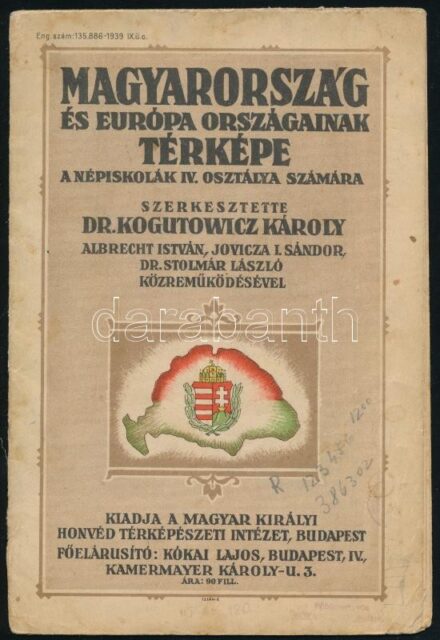 Eng. szám: 135.886-1939 IX.ü.o.
MAGYARORSZÁG
ÉS EURÓPA ORSZÁGAINAK
TÉRKÉPE
A NÉPISKOLÁK IV. OSZTÁLYA SZÁMÁRA
SZERKESZTETTE
DR. KOGUTOWICZ KÁROLY
ALBRECHT ISTVÁN, JOVICZA I. SÁNDOR,
DR. STOLMÁR LÁSZLÓ
KÖZREMŰKÖDÉSÉVEL
darabanth
KIADJA A MAGYAR KIRÁLYI
HONVÉD TÉRKÉPÉSZETI INTÉZET, BUDAPEST
FŐELÁRUSÍTÓ: KÓKAI LAJOS, BUDAPEST, IV.,
KAMERMAYER KÁROLY-U. 3.
ÁRA: 90 FILL.